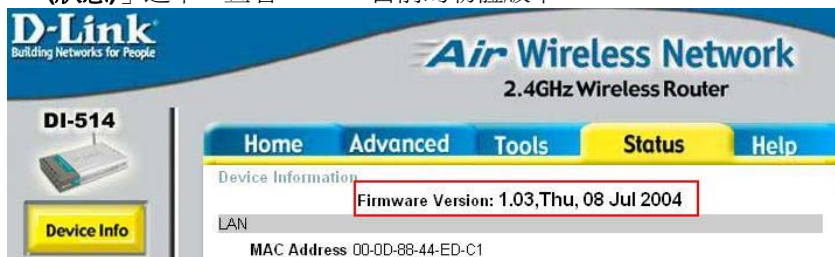 D-Link
Building Networks for People
Air Wireless Network
2.4GHz Wireless Router
DI-514
Home Advanced Tools Status Help
Device Information
Firmware Version: 1.03,Thu, 08 Jul 2004
Device Info
LAN
MAC Address 00-0D-88-44-ED-C1